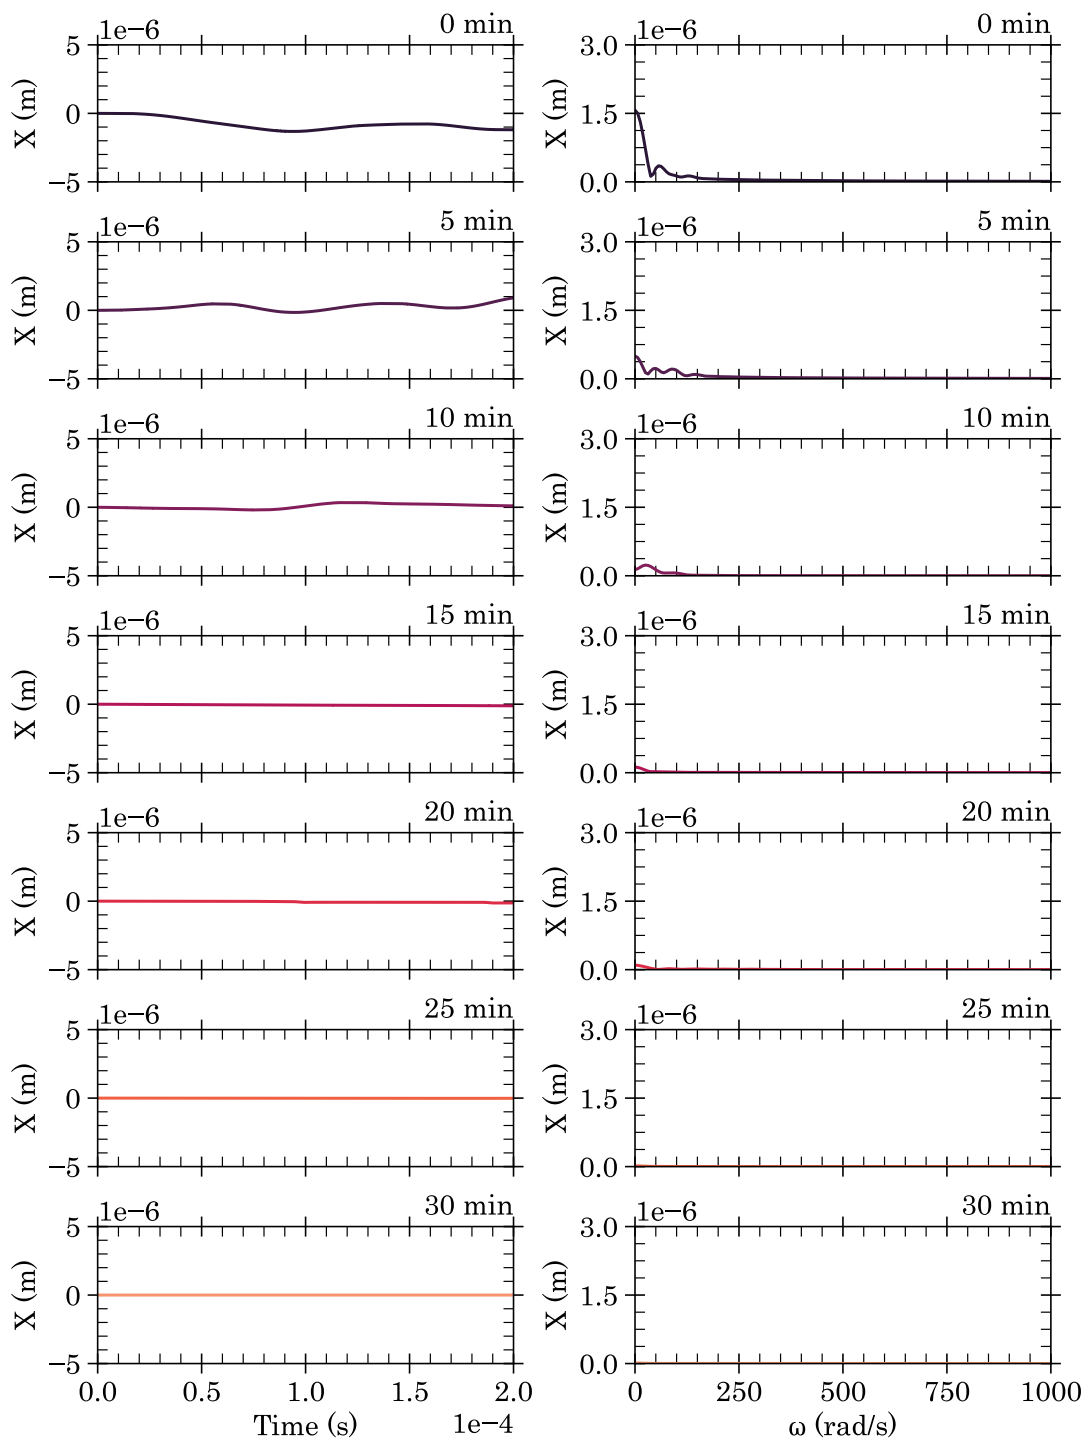 1e−6 0 min 1e−6 0 min
X (m) 5 0 −5 X (m) 3.0 1.5 0.0
1e−6 5 min 1e−6 5 min
X (m) 5 0 −5 X (m) 3.0 1.5 0.0
1e−6 10 min 1e−6 10 min
X (m) 5 0 −5 X (m) 3.0 1.5 0.0
1e−6 15 min 1e−6 15 min
X (m) 5 0 −5 X (m) 3.0 1.5 0.0
1e−6 20 min 1e−6 20 min
X (m) 5 0 −5 X (m) 3.0 1.5 0.0
1e−6 25 min 1e−6 25 min
X (m) 5 0 −5 X (m) 3.0 1.5 0.0
1e−6 30 min 1e−6 30 min
X (m) 5 0 −5 X (m) 3.0 1.5 0.0
0.0 0.5 1.0 1.5 2.0 0 250 500 750 1000
Time (s) 1e−4 ω (rad/s)